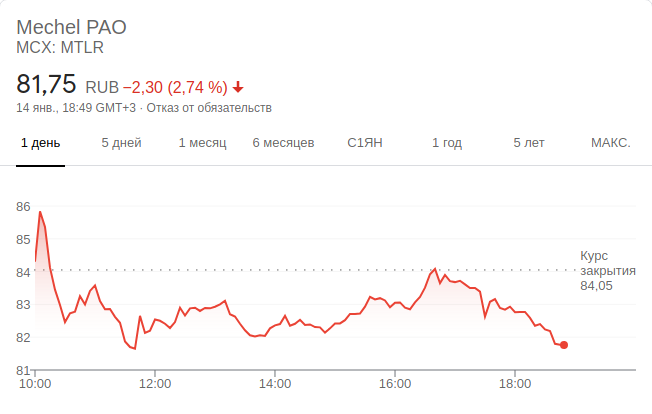 Mechel PAO
MCX: MTLR
81,75 RUB −2,30 (2,74 %)
14 янв., 18:49 GMT+3 · Отказ от обязательств
1 день 5 дней 1 месяц 6 месяцев С1ЯН 1 год 5 лет МАКС.
86
85
Курс
84 закрытия
84,05
83
82
81
10:00 12:00 14:00 16:00 18:00